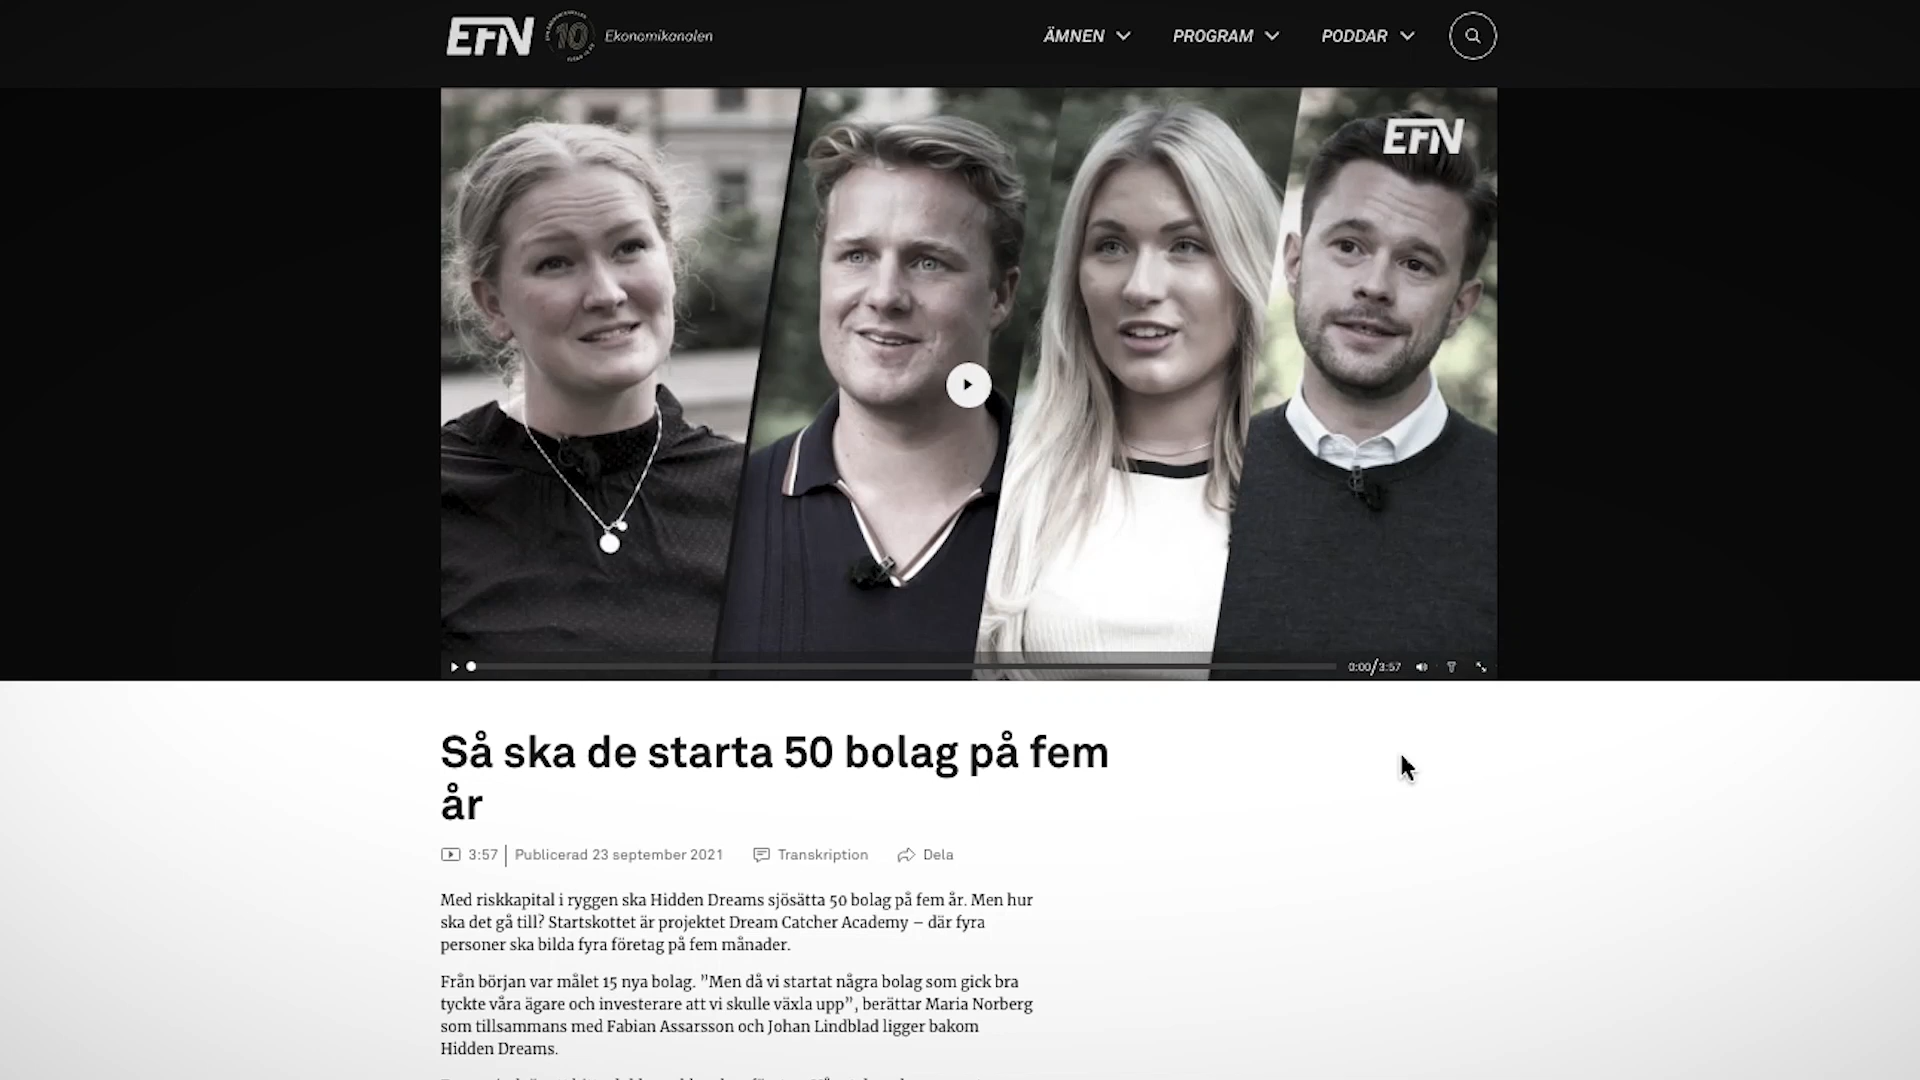 EFN
10
Ekonomikanalen
ÄMNEN
PROGRAM
PODDAR
EFN
0:00/3:57
Så ska de starta 50 bolag på fem
år
3:57
Publicerad 23 september 2021
Transkription
Dela
Med riskkapital i ryggen ska Hidden Dreams sjösätta 50 bolag på fem år. Men hur
ska det gå till? Startskottet är projektet Dream Catcher Academy – där fyra
personer ska bilda fyra företag på fem månader.
Från början var målet 15 nya bolag. ”Men då vi startat några bolag som gick bra
tyckte våra ägare och investerare att vi skulle växla upp”, berättar Maria Norberg
som tillsammans med Fabian Assarsson och Johan Lindblad ligger bakom
Hidden Dreams.